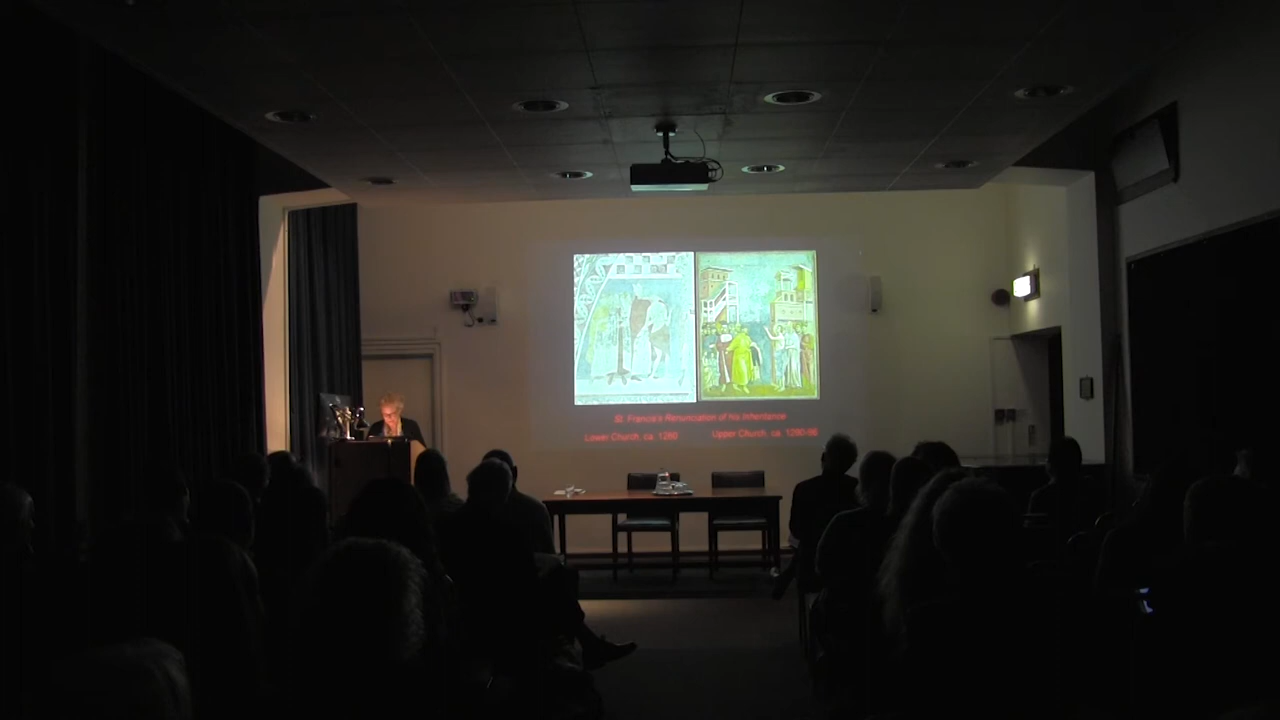 St. Francis's Renunciation of his Inheritance
Lower Church, ca. 1260
Upper Church, ca. 1290-96